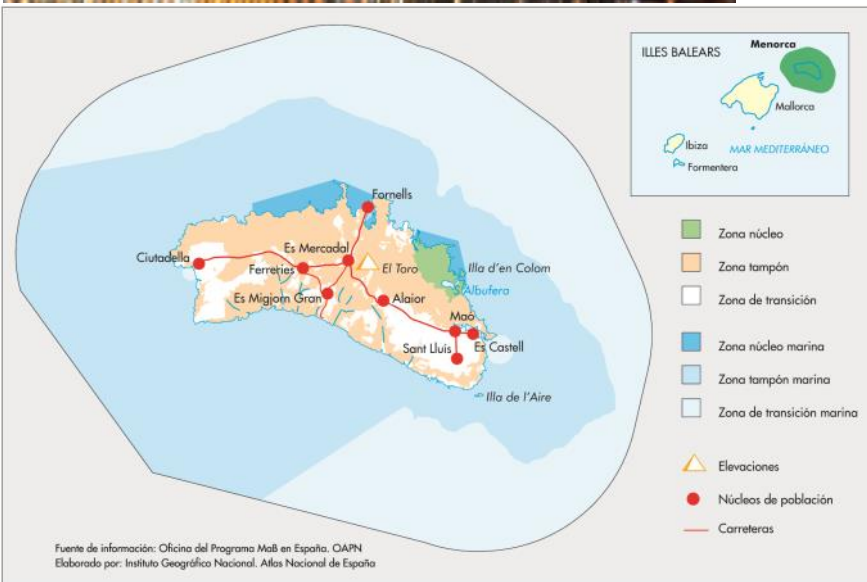 ILLES BALEARS
Menorca
Mallorca
Ibiza
MAR MEDITERRÁNEO
Formentera
Fornells
Ciutadella
Es Mercadal
Ferreries
El Toro
Illa d'en Colom
S'Albufera
Es Migjorn Gran
Alaior
Maó
Sant Lluis
Es Castell
Illa de l'Aire
Zona núcleo
Zona tampón
Zona de transición
Zona núcleo marina
Zona tampón marina
Zona de transición marina
Elevaciones
Núcleos de población
Carreteras
Fuente de información: Oficina del Programa MaB en España. OAPN
Elaborado por: Instituto Geográfico Nacional. Atlas Nacional de España